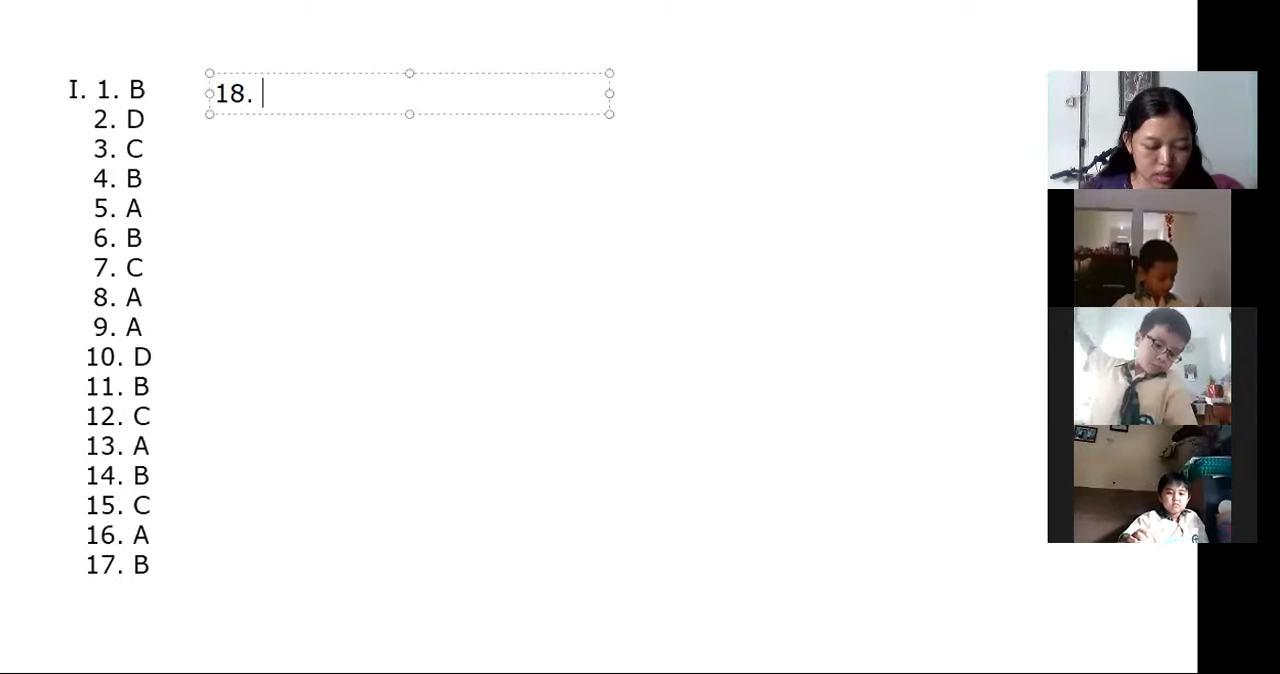 I. 1. B
2. D
3. C
4. B
5. A
6. B
7. C
8. A
9. A
10. D
11. B
12. C
13. A
14. B
15. C
16. A
17. B
18.